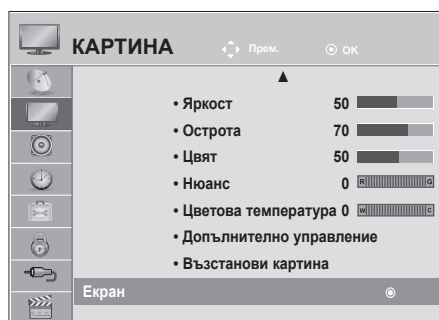 КАРТИНА Прем. OK
• Яркост 50
• Острота 70
• Цвят 50
• Нюанс 0 R G
• Цветова температура 0 W C
• Допълнително управление
• Възстанови картина
Екран